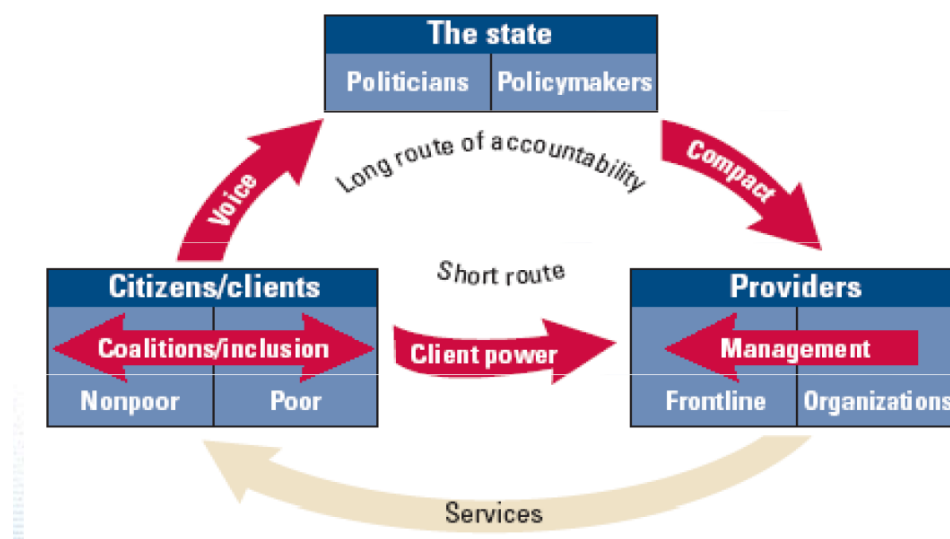 The state
Politicians Policymakers
Long route of accountability
Voice
Compact
Short route
Citizens/clients
Coalitions/inclusion
Nonpoor Poor
Client power
Providers
Management
Frontline Organizations
Services